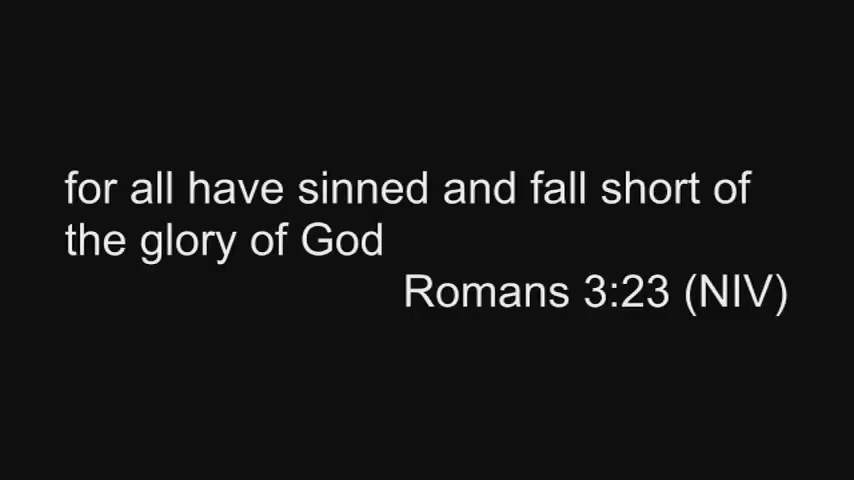 for all have sinned and fall short of
the glory of God
Romans 3:23 (NIV)